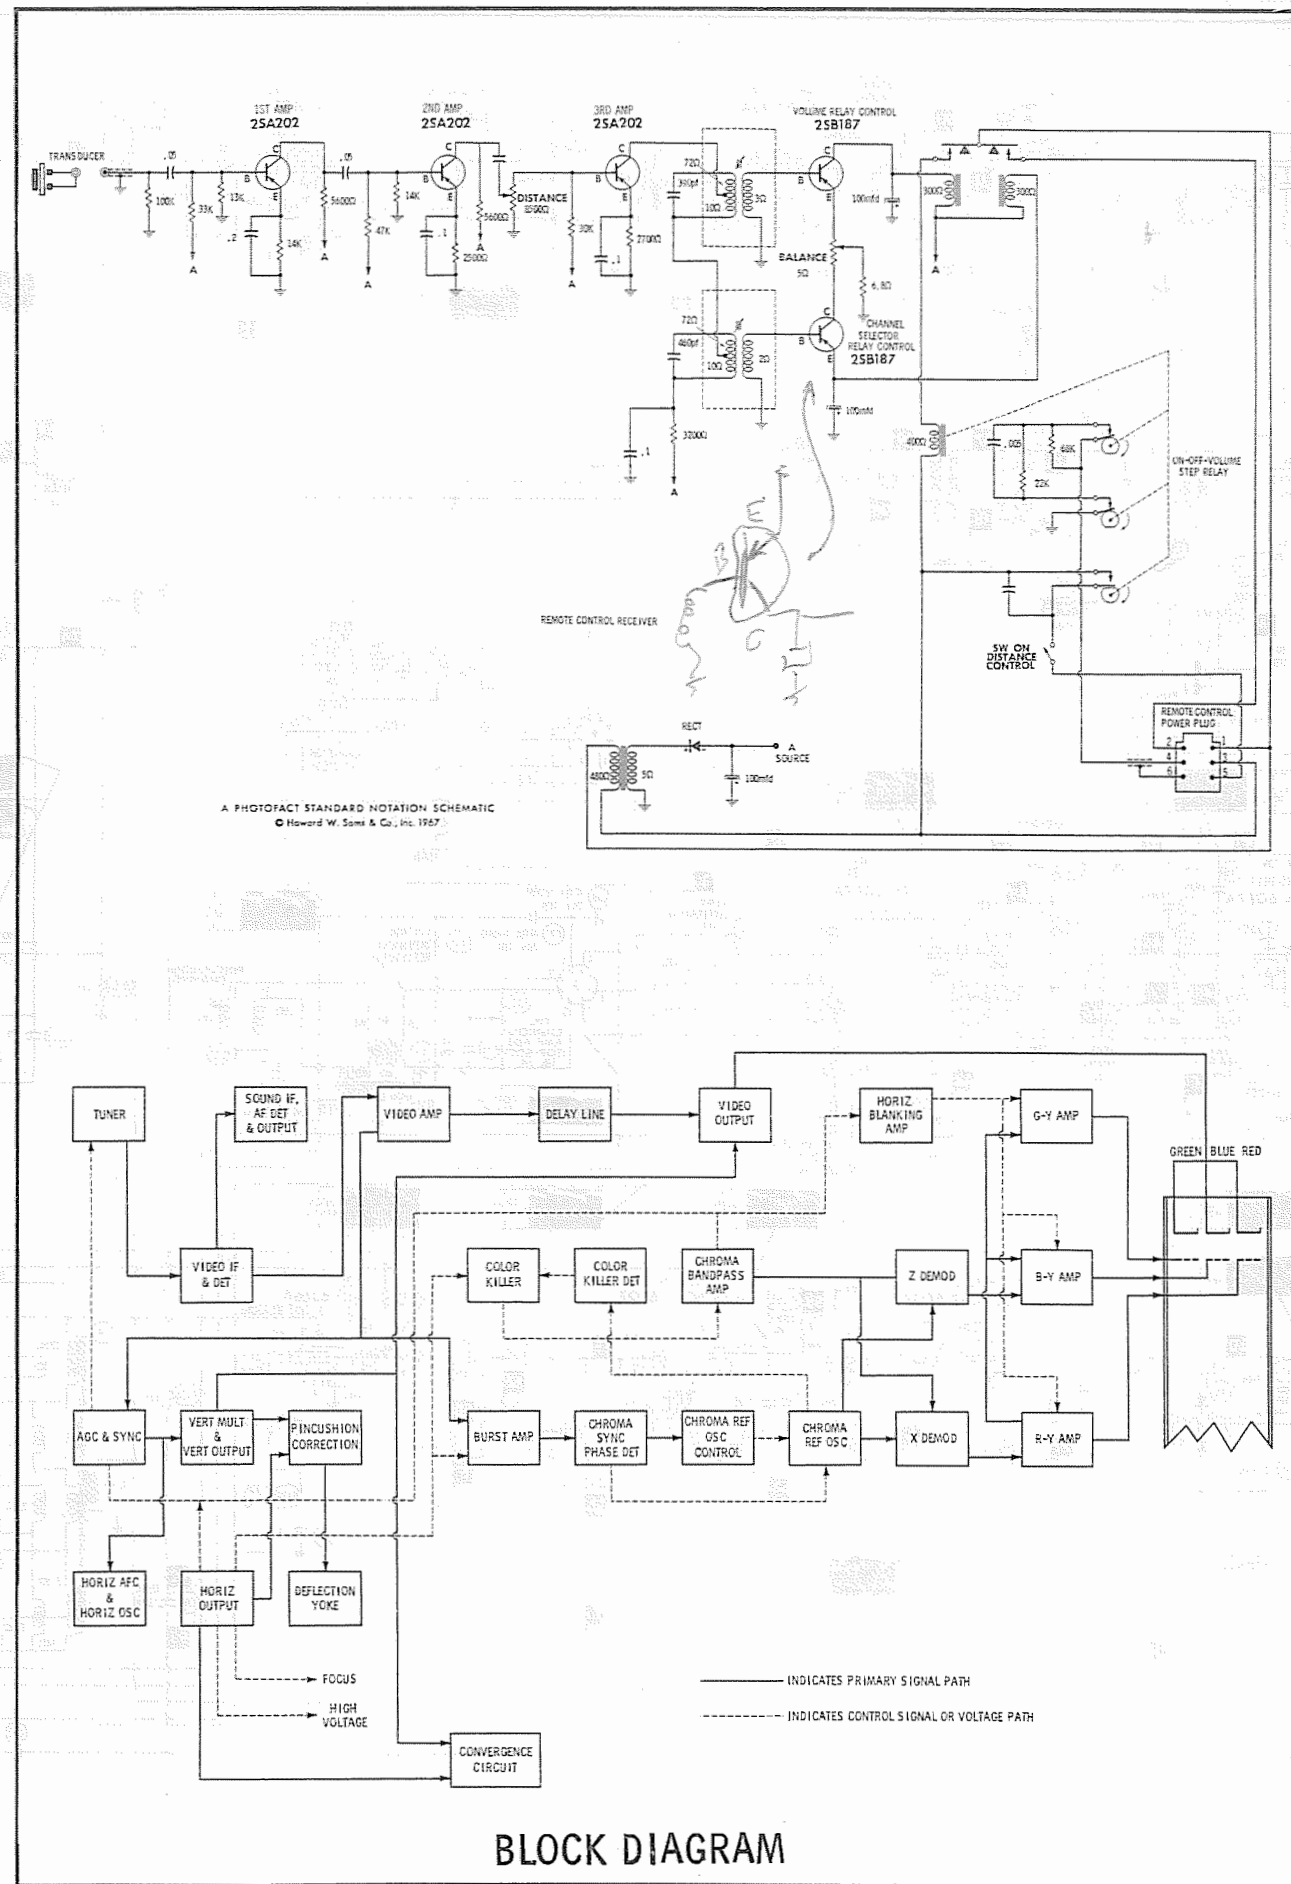 1ST AMP
2SA202
2ND AMP
2SA202
3RD AMP
2SA202
VOLUME RELAY CONTROL
2SB187
TRANSDUCER
.05
100K
33K
13K
B
C
E
.2
14K
A
5600Ω
A
.05
47K
A
14K
B
C
E
.1
2500Ω
5600Ω
A
DISTANCE
30K
A
B
C
E
.1
2700Ω
72Ω
390pf
10Ω
3Ω
B
C
E
100mfd
300Ω
300Ω
A
BALANCE
5Ω
6.8Ω
72Ω
460pf
10Ω
2Ω
B
C
E
CHANNEL
SELECTOR
RELAY CONTROL
2SB187
100mfd
.1
A
400Ω
.005
68K
22K
ON-OFF-VOLUME
STEP RELAY
E
B
C
REMOTE CONTROL RECEIVER
SW ON
DISTANCE
CONTROL
REMOTE CONTROL
POWER PLUG
2
1
4
3
6
5
RECT
A
SOURCE
480Ω
5Ω
100mfd
A PHOTOFACT STANDARD NOTATION SCHEMATIC
© Howard W. Sams & Co., Inc. 1967
TUNER
SOUND IF,
AF DET
& OUTPUT
VIDEO AMP
DELAY LINE
VIDEO
OUTPUT
HORIZ
BLANKING
AMP
G-Y AMP
GREEN BLUE RED
VIDEO IF
& DET
COLOR
KILLER
COLOR
KILLER DET
CHROMA
BANDPASS
AMP
Z DEMOD
B-Y AMP
AGC & SYNC
VERT MULT
&
VERT OUTPUT
PINCUSHION
CORRECTION
BURST AMP
CHROMA
SYNC
PHASE DET
CHROMA REF
OSC
CONTROL
CHROMA
REF OSC
X DEMOD
R-Y AMP
HORIZ AFC
&
HORIZ OSC
HORIZ
OUTPUT
DEFLECTION
YOKE
FOCUS
HIGH
VOLTAGE
INDICATES PRIMARY SIGNAL PATH
INDICATES CONTROL SIGNAL OR VOLTAGE PATH
CONVERGENCE
CIRCUIT
BLOCK DIAGRAM